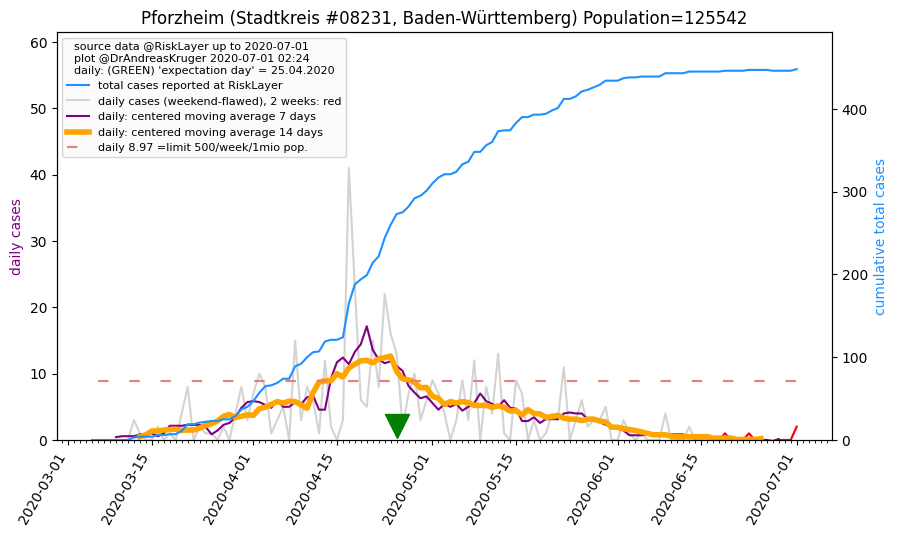 Pforzheim (Stadtkreis #08231, Baden-Württemberg) Population=125542
source data @RiskLayer up to 2020-07-01
plot @DrAndreasKruger 2020-07-01 02:24
daily: (GREEN) 'expectation day' = 25.04.2020
total cases reported at RiskLayer
daily cases (weekend-flawed), 2 weeks: red
daily: centered moving average 7 days
daily: centered moving average 14 days
daily 8.97 =limit 500/week/1mio pop.
daily cases
60
50
40
30
20
10
0
cumulative total cases
400
300
200
100
0
2020-03-01
2020-03-15
2020-04-01
2020-04-15
2020-05-01
2020-05-15
2020-06-01
2020-06-15
2020-07-01